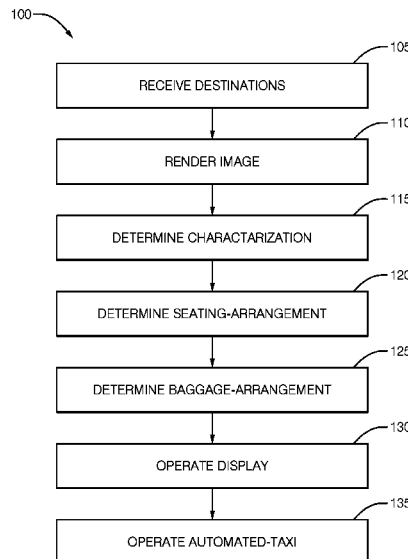 100
105
RECEIVE DESTINATIONS
110
RENDER IMAGE
115
DETERMINE CHARACTARIZATION
120
DETERMINE SEATING-ARRANGEMENT
125
DETERMINE BAGGAGE-ARRANGEMENT
130
OPERATE DISPLAY
135
OPERATE AUTOMATED-TAXI